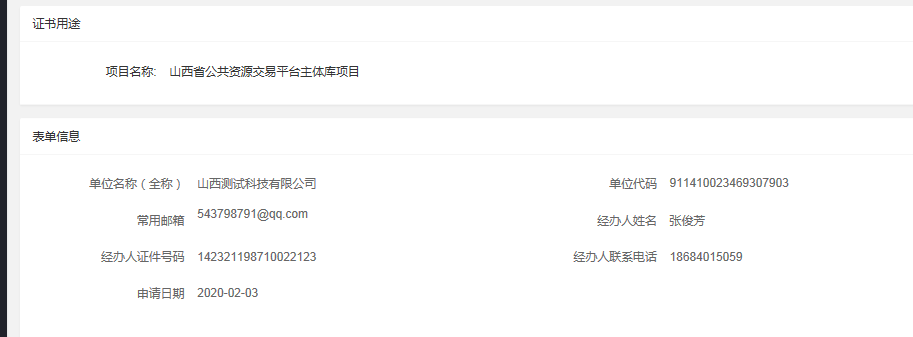 证书用途
项目名称: 山西省公共资源交易平台主体库项目
表单信息
单位名称（全称） 山西测试科技有限公司 单位代码 911410023469307903
常用邮箱 543798791@qq.com 经办人姓名 张俊芳
经办人证件号码 142321198710022123 经办人联系电话 18684015059
申请日期 2020-02-03